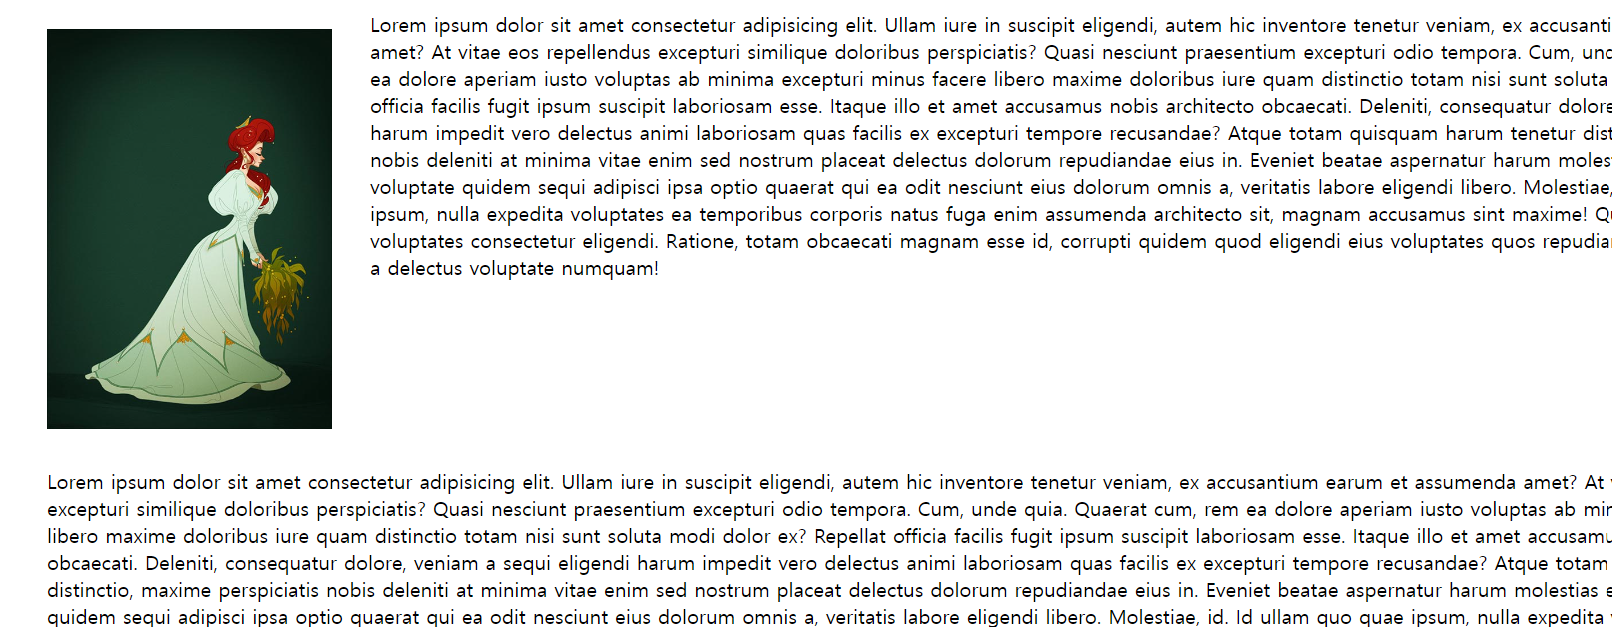 Lorem ipsum dolor sit amet consectetur adipisicing elit. Ullam iure in suscipit eligendi, autem hic inventore tenetur veniam, ex accusanti
amet? At vitae eos repellendus excepturi similique doloribus perspiciatis? Quasi nesciunt praesentium excepturi odio tempora. Cum, und
ea dolore aperiam iusto voluptas ab minima excepturi minus facere libero maxime doloribus iure quam distinctio totam nisi sunt soluta
officia facilis fugit ipsum suscipit laboriosam esse. Itaque illo et amet accusamus nobis architecto obcaecati. Deleniti, consequatur dolore
harum impedit vero delectus animi laboriosam quas facilis ex excepturi tempore recusandae? Atque totam quisquam harum tenetur dist
nobis deleniti at minima vitae enim sed nostrum placeat delectus dolorum repudiandae eius in. Eveniet beatae aspernatur harum moles
voluptate quidem sequi adipisci ipsa optio quaerat qui ea odit nesciunt eius dolorum omnis a, veritatis labore eligendi libero. Molestiae,
ipsum, nulla expedita voluptates ea temporibus corporis natus fuga enim assumenda architecto sit, magnam accusamus sint maxime! Qu
voluptates consectetur eligendi. Ratione, totam obcaecati magnam esse id, corrupti quidem quod eligendi eius voluptates quos repudia
a delectus voluptate numquam!
Lorem ipsum dolor sit amet consectetur adipisicing elit. Ullam iure in suscipit eligendi, autem hic inventore tenetur veniam, ex accusantium earum et assumenda amet? At
excepturi similique doloribus perspiciatis? Quasi nesciunt praesentium excepturi odio tempora. Cum, unde quia. Quaerat cum, rem ea dolore aperiam iusto voluptas ab min
libero maxime doloribus iure quam distinctio totam nisi sunt soluta modi dolor ex? Repellat officia facilis fugit ipsum suscipit laboriosam esse. Itaque illo et amet accusamu
obcaecati. Deleniti, consequatur dolore, veniam a sequi eligendi harum impedit vero delectus animi laboriosam quas facilis ex excepturi tempore recusandae? Atque totam
distinctio, maxime perspiciatis nobis deleniti at minima vitae enim sed nostrum placeat delectus dolorum repudiandae eius in. Eveniet beatae aspernatur harum molestias e
quidem sequi adipisci ipsa optio quaerat qui ea odit nesciunt eius dolorum omnis a, veritatis labore eligendi libero. Molestiae, id. Id ullam quo quae ipsum, nulla expedita